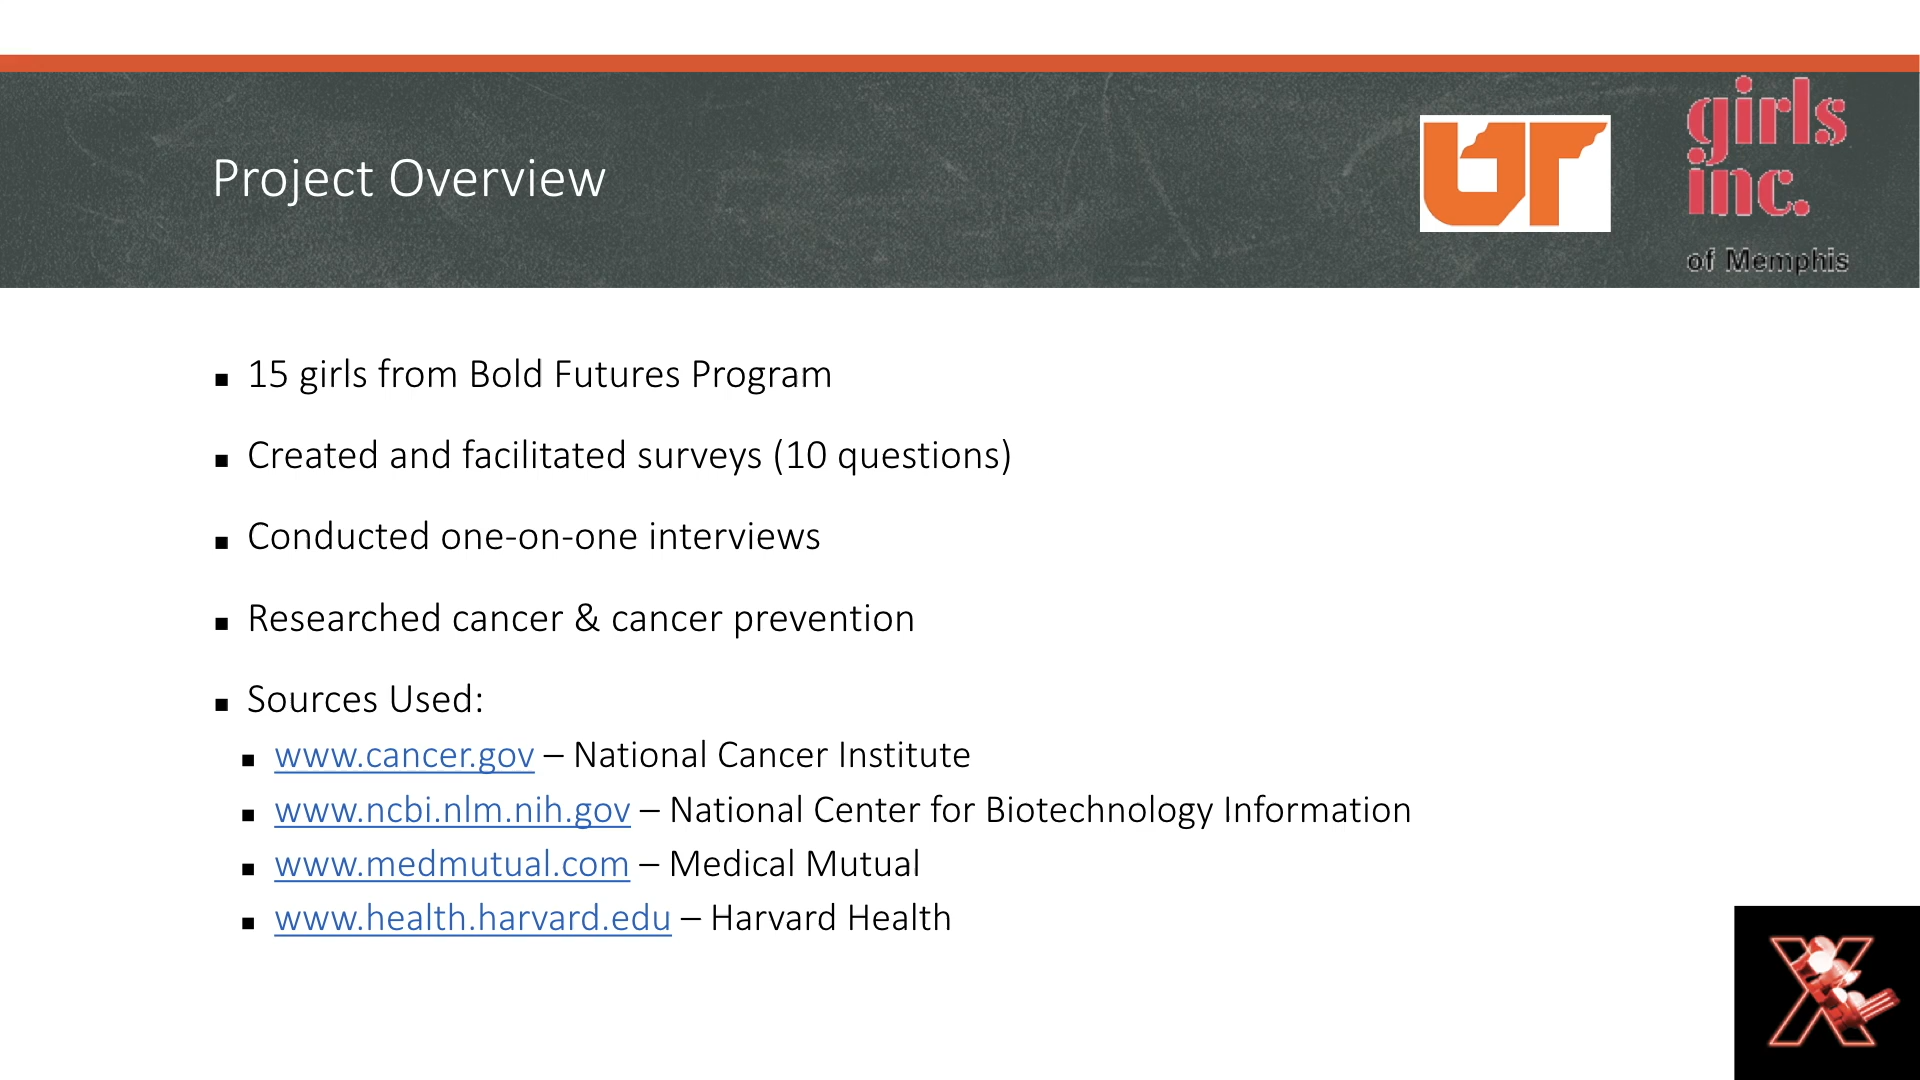 Project Overview
UT
girls
inc.
of Memphis
15 girls from Bold Futures Program
Created and facilitated surveys (10 questions)
Conducted one-on-one interviews
Researched cancer & cancer prevention
Sources Used:
www.cancer.gov – National Cancer Institute
www.ncbi.nlm.nih.gov – National Center for Biotechnology Information
www.medmutual.com – Medical Mutual
www.health.harvard.edu – Harvard Health
X